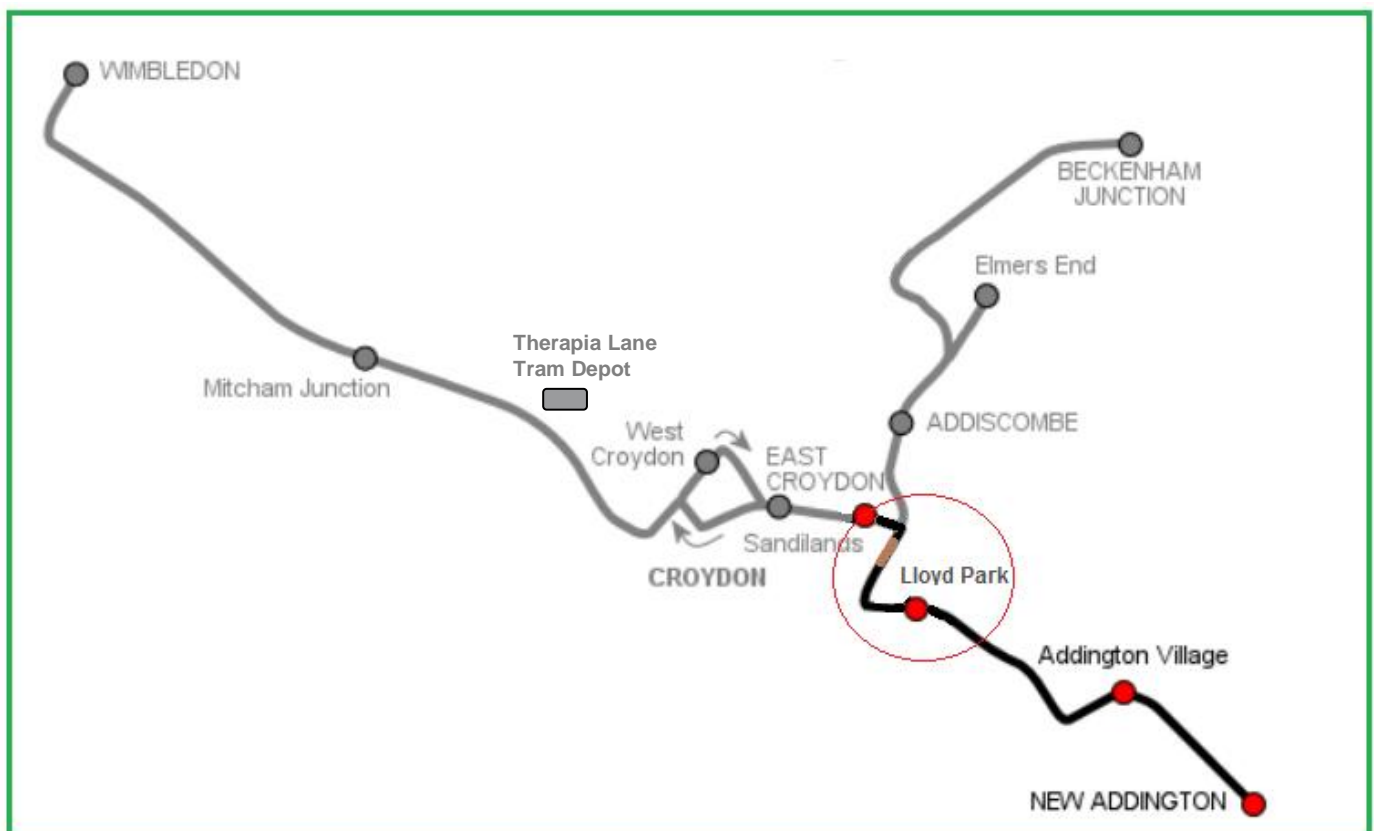 WIMBLEDON
BECKENHAM
JUNCTION
Elmers End
Therapia Lane
Tram Depot
Mitcham Junction
West
Croydon
ADDISCOMBE
EAST
CROYDON
Sandilands
CROYDON
Lloyd Park
Addington Village
NEW ADDINGTON